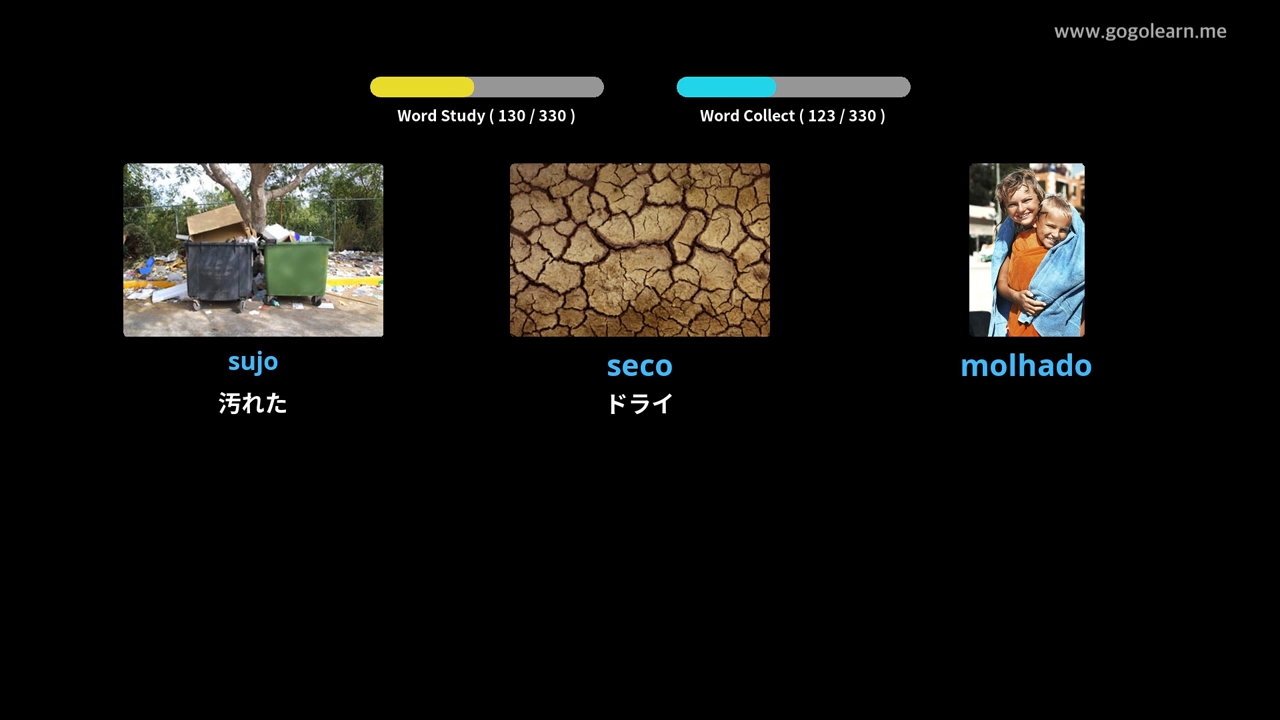 www.gogolearn.me
Word Study ( 130 / 330 )
Word Collect ( 123 / 330 )
sujo
汚れた
seco
ドライ
molhado